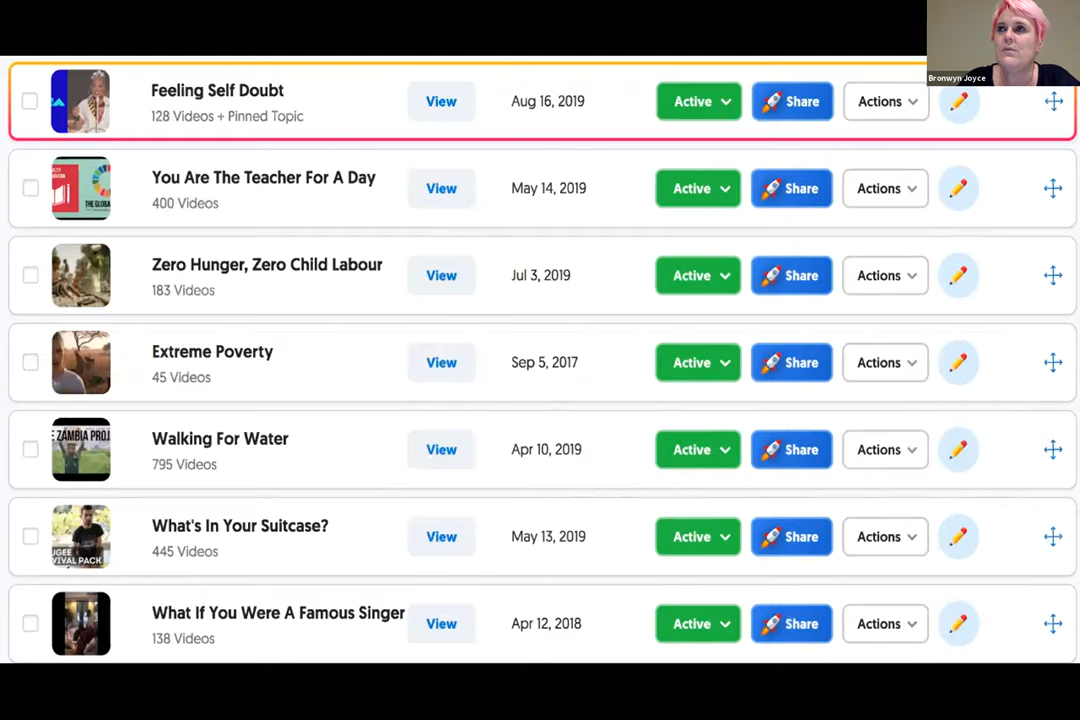 Bronwyn Joyce
Feeling Self Doubt
128 Videos + Pinned Topic
View
Aug 16, 2019
Active
Share
Actions
You Are The Teacher For A Day
400 Videos
THE GLOBA
View
May 14, 2019
Active
Share
Actions
Zero Hunger, Zero Child Labour
183 Videos
View
Jul 3, 2019
Active
Share
Actions
Extreme Poverty
45 Videos
View
Sep 5, 2017
Active
Share
Actions
E ZAMBIA PROJ
Walking For Water
795 Videos
View
Apr 10, 2019
Active
Share
Actions
UGEE
VIVAL PACK
What's In Your Suitcase?
445 Videos
View
May 13, 2019
Active
Share
Actions
What If You Were A Famous Singer
138 Videos
View
Apr 12, 2018
Active
Share
Actions